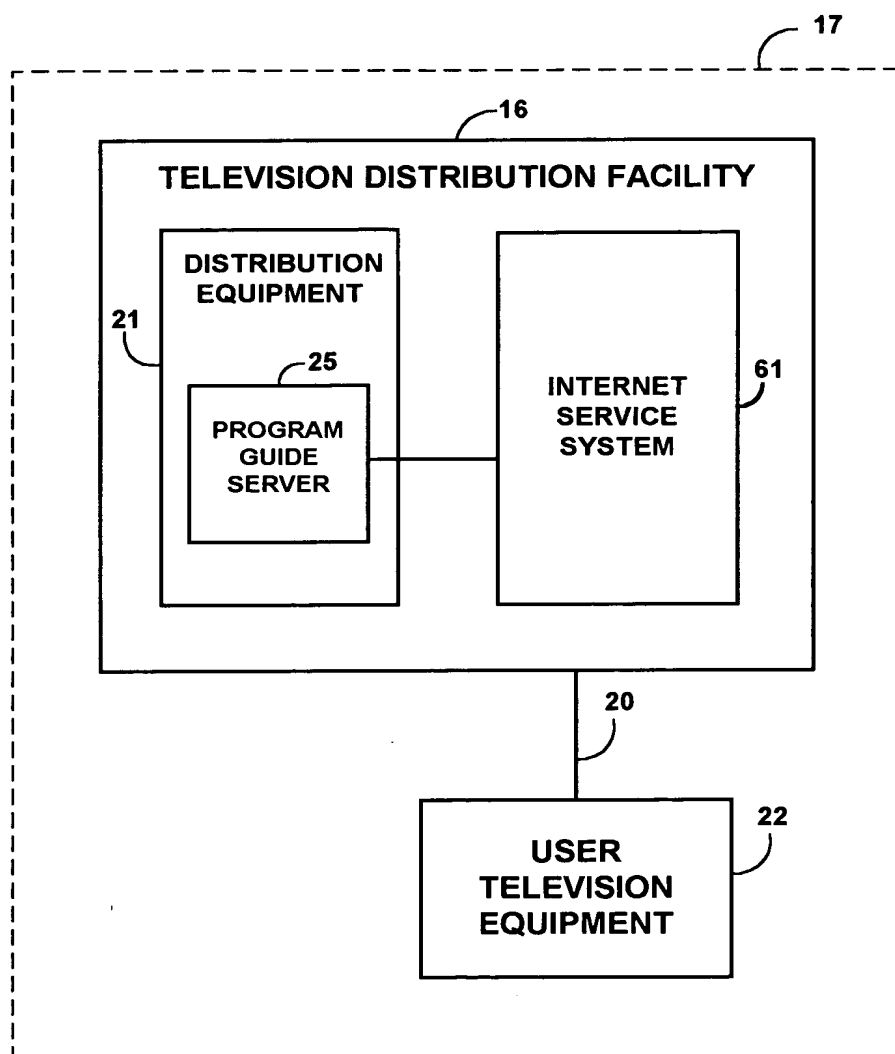 17
16
TELEVISION DISTRIBUTION FACILITY
DISTRIBUTION
EQUIPMENT
21
25
PROGRAM
GUIDE
SERVER
INTERNET
SERVICE
SYSTEM
61
20
22
USER
TELEVISION
EQUIPMENT